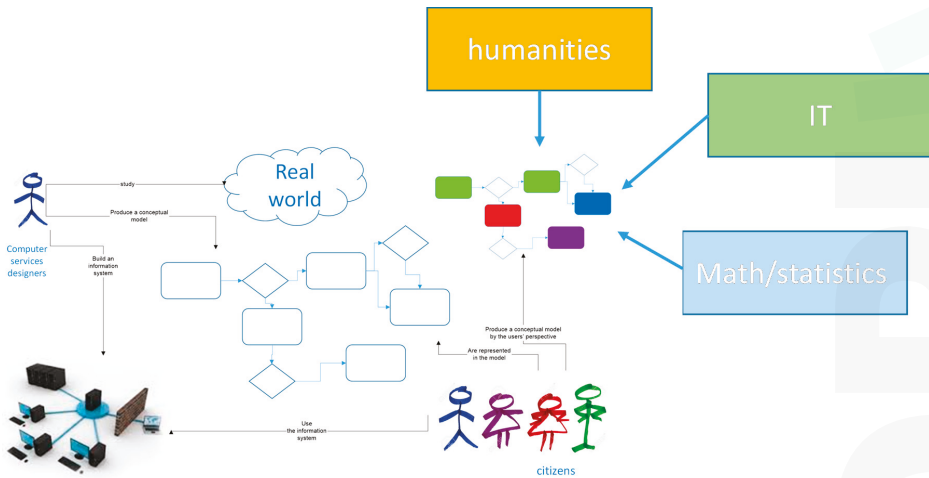 humanities
IT
Real
world
study
Produce a conceptual
model
Computer
services
designers
Build an
information
system
Math/statistics
Produce a conceptual model
by the users' perspective
Are represented
in the model
Use
the information
system
citizens